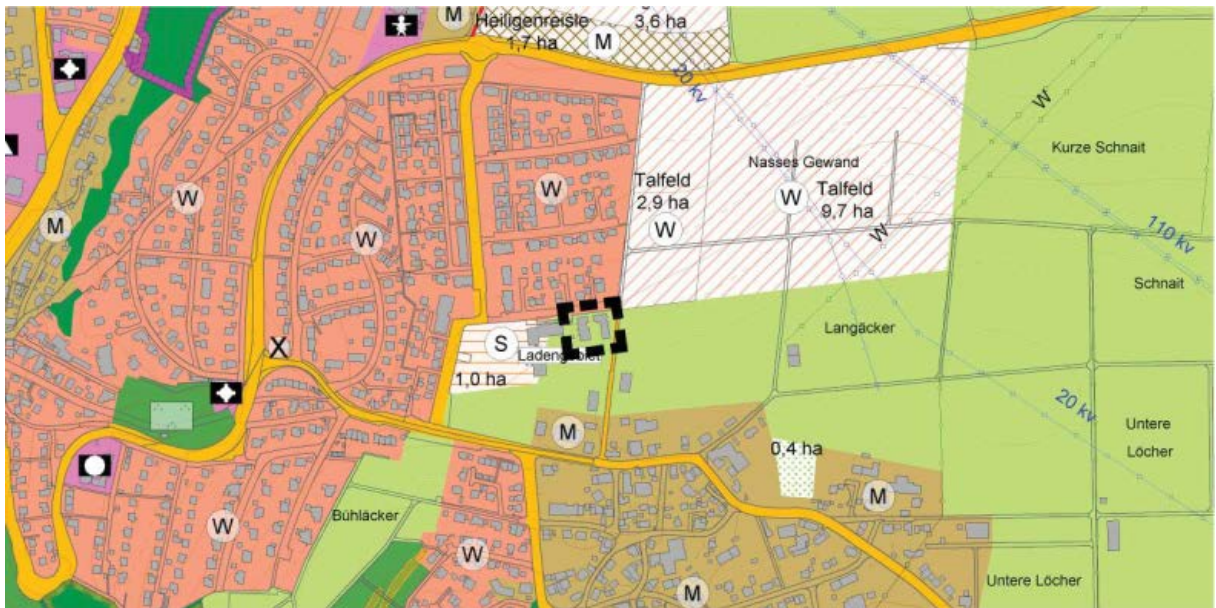 Heiligenreisle
1,7 ha
3,6 ha
M
M
20 kv
W
Kurze Schnait
Nasses Gewand
Talfeld
2,9 ha
W
W
Talfeld
9,7 ha
W
W
W
W
M
110 kv
Schnait
Langäcker
S
Ladengebiet
1,0 ha
X
20 kv
Untere
Löcher
M
0,4 ha
M
Bühläcker
W
W
M
Untere Löcher